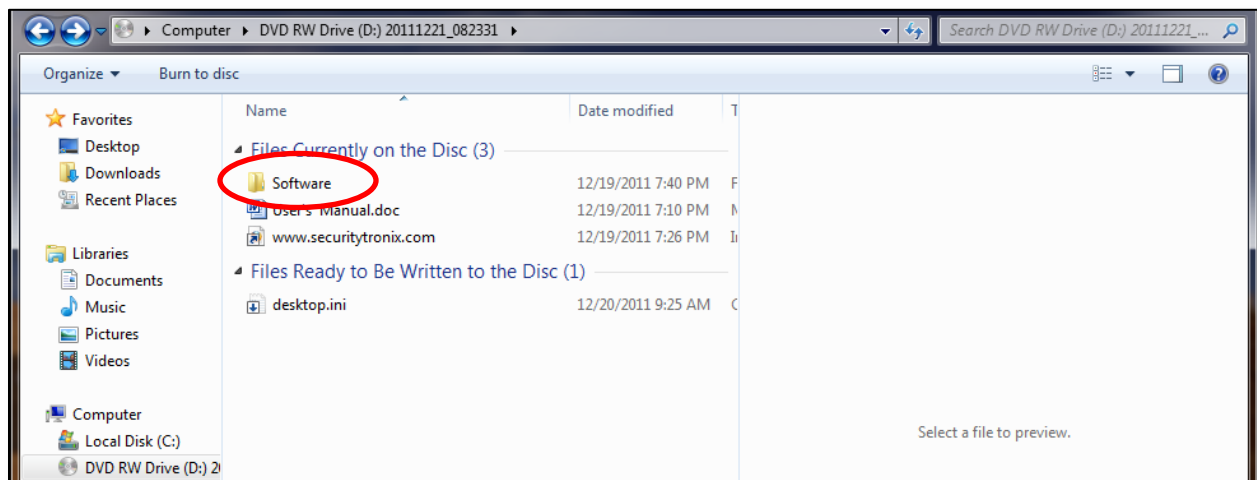 Computer DVD RW Drive (D:) 20111221_082331 Search DVD RW Drive (D:) 20111221_...
Organize Burn to disc
Favorites
Desktop
Downloads
Recent Places
Libraries
Documents
Music
Pictures
Videos
Computer
Local Disk (C:)
DVD RW Drive (D:) 2
Name Date modified T
Files Currently on the Disc (3)
Software 12/19/2011 7:40 PM F
User's Manual.doc 12/19/2011 7:10 PM
www.securitytronix.com 12/19/2011 7:26 PM
Files Ready to Be Written to the Disc (1)
desktop.ini 12/20/2011 9:25 AM
Select a file to preview.